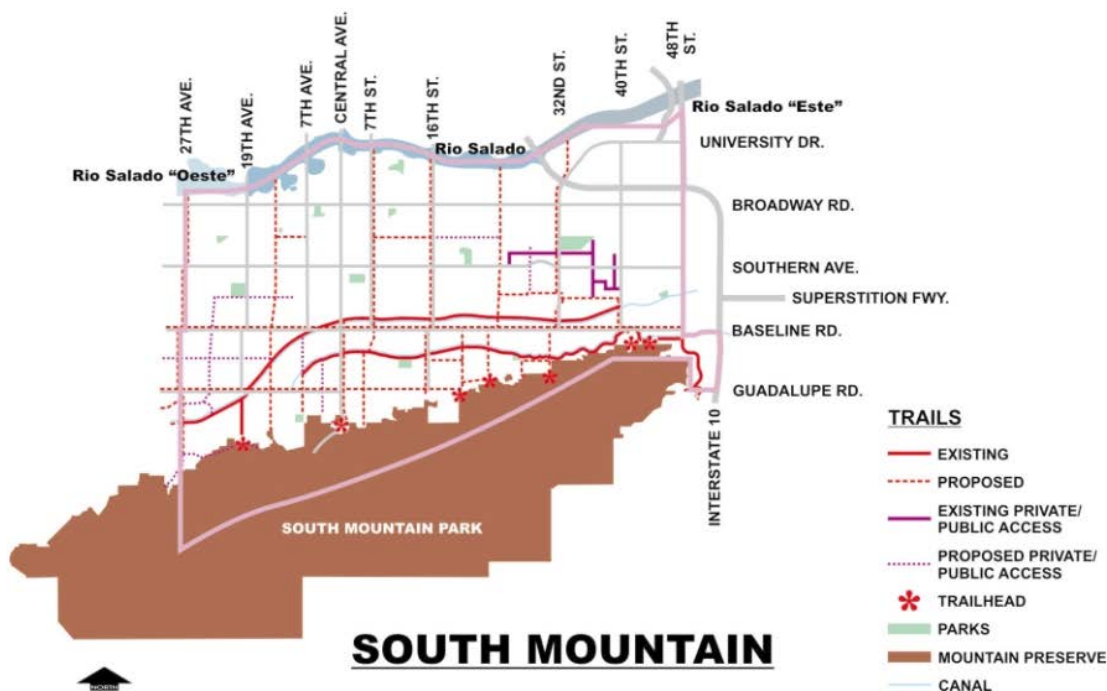 27TH AVE.
19TH AVE.
7TH AVE.
CENTRAL AVE.
7TH ST.
16TH ST.
32ND ST.
40TH ST.
48TH
ST.
Rio Salado "Este"
UNIVERSITY DR.
Rio Salado
Rio Salado "Oeste"
BROADWAY RD.
SOUTHERN AVE.
SUPERSTITION FWY.
BASELINE RD.
GUADALUPE RD.
INTERSTATE 10
SOUTH MOUNTAIN PARK
TRAILS
EXISTING
PROPOSED
EXISTING PRIVATE/
PUBLIC ACCESS
PROPOSED PRIVATE/
PUBLIC ACCESS
TRAILHEAD
PARKS
MOUNTAIN PRESERVE
CANAL
SOUTH MOUNTAIN
NORTH